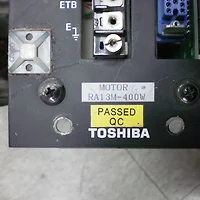 ETB
E
MOTOR
RA13M-400W
PASSED
QC
TOSHIBA